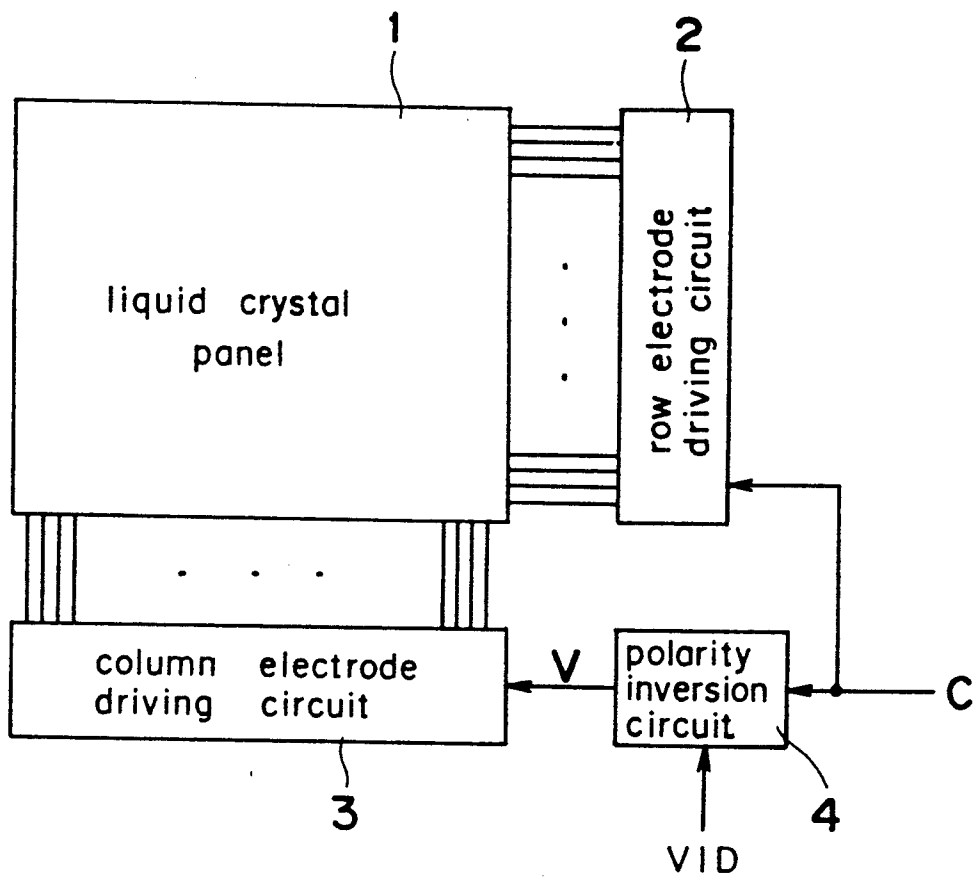 1
2
liquid crystal
panel
row electrode
driving circuit
column electrode
driving circuit
V
polarity
inversion
circuit
C
3
4
VID